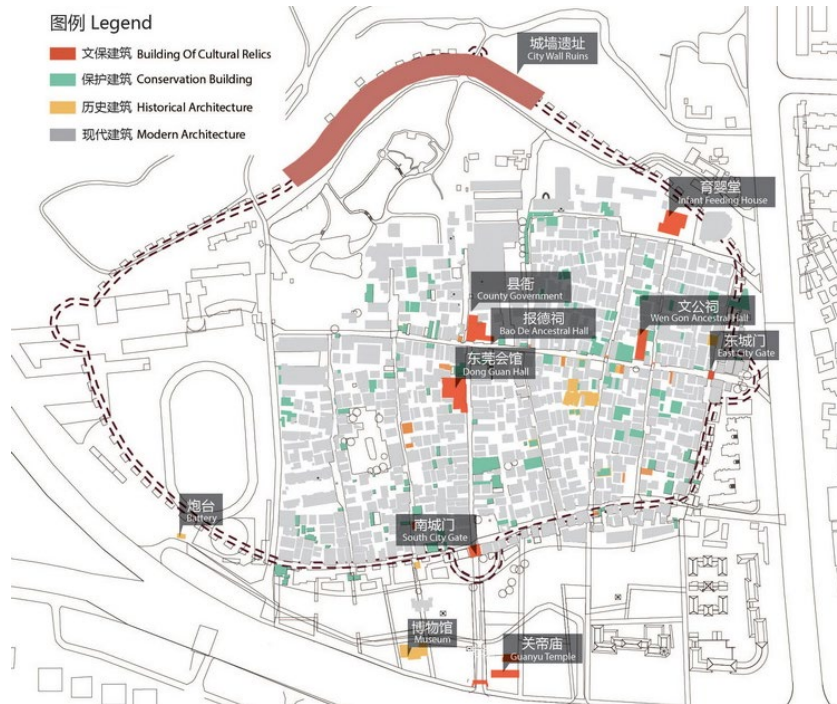 图例 Legend
文保建筑 Building Of Cultural Relics
保护建筑 Conservation Building
历史建筑 Historical Architecture
现代建筑 Modern Architecture
城墙遗址
City Wall Ruins
育婴堂
Infant Feeding House
县衙
County Government
报德祠
Bao De Ancestral Hall
文公祠
Wen Gon Ancestral Hall
东城门
East City Gate
东莞会馆
Dong Guan Hall
炮台
Battery
南城门
South City Gate
博物馆
Museum
关帝庙
Guanyu Temple